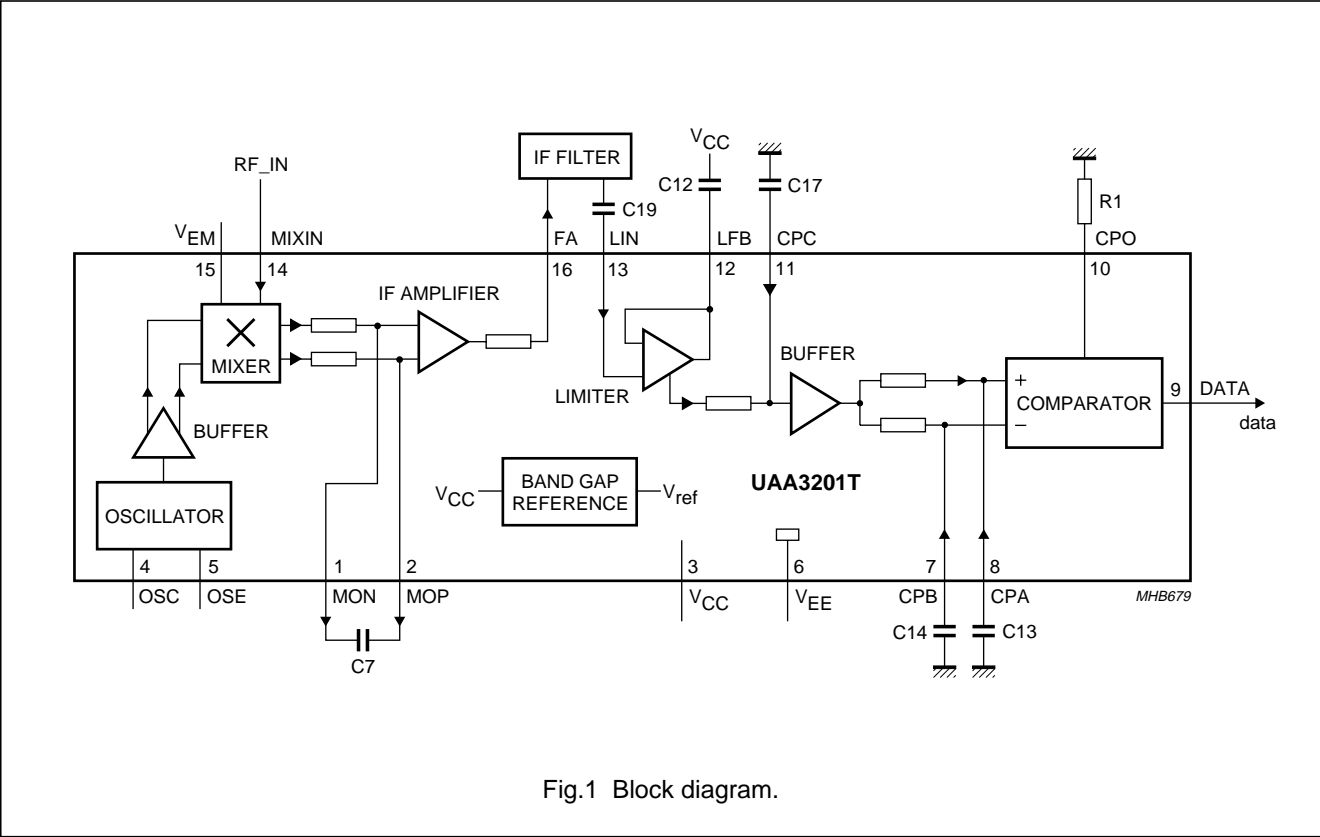 IF FILTER
VCC
C12
C17
RF_IN
C19
R1
VEM
MIXIN
FA
LIN
LFB
CPC
CPO
15
14
16
13
12
11
10
IF AMPLIFIER
MIXER
LIMITER
BUFFER
+
COMPARATOR
−
9
DATA
data
BUFFER
OSCILLATOR
VCC
BAND GAP
REFERENCE
Vref
UAA3201T
4
5
1
2
3
6
7
8
OSC
OSE
MON
MOP
VCC
VEE
CPB
CPA
MHB679
C14
C13
C7
Fig.1 Block diagram.